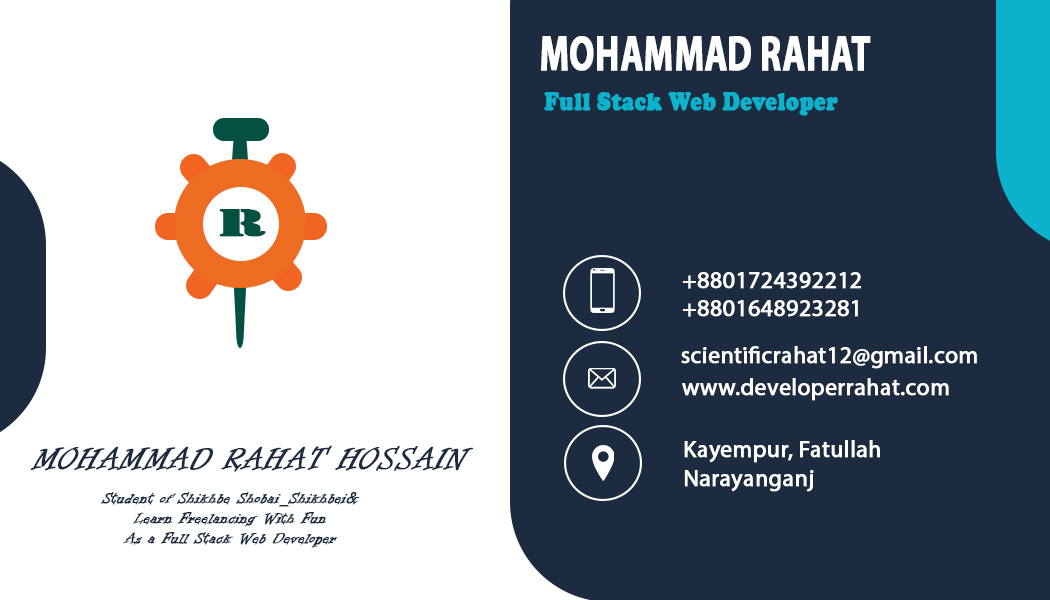 R
MOHAMMAD RAHAT HOSSAIN
Student of Shikhbe Shobai_Shikhbei&
Learn Freelancing With Fun
As a Full Stack Web Developer
MOHAMMAD RAHAT
Full Stack Web Developer
+8801724392212
+8801648923281
scientificrahat12@gmail.com
www.developerrahat.com
Kayempur, Fatullah
Narayanganj